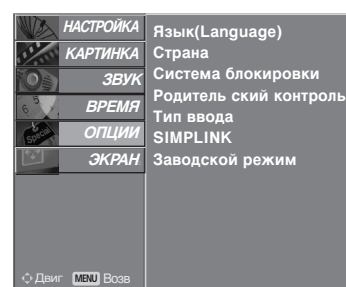 НАСТРОЙКА
КАРТИНКА
ЗВУК
ВРЕМЯ
ОПЦИИ
ЭКРАН
Язык(Language)
Страна
Система блокировки
Родитель ский контроль
Тип ввода
SIMPLINK
Заводской режим
Special
Двиг MENU Возв